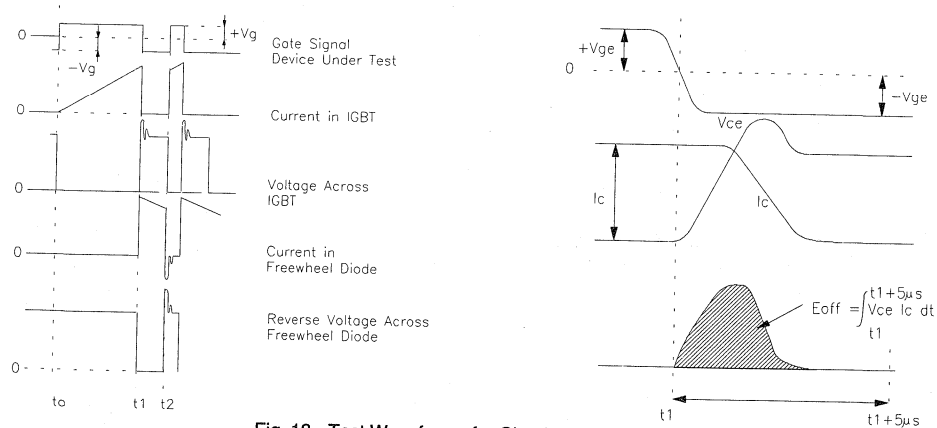 0
+Vg
−Vg
Gate Signal
Device Under Test
0
Current in IGBT
0
Voltage Across
IGBT
0
Current in
Freewheel Diode
Reverse Voltage Across
Freewheel Diode
0
to
t1
t2
+Vge
0
−Vge
Vce
Ic
Ic
Eoff = ∫ t1+5μs
Vce Ic dt
t1
t1
t1+5μs